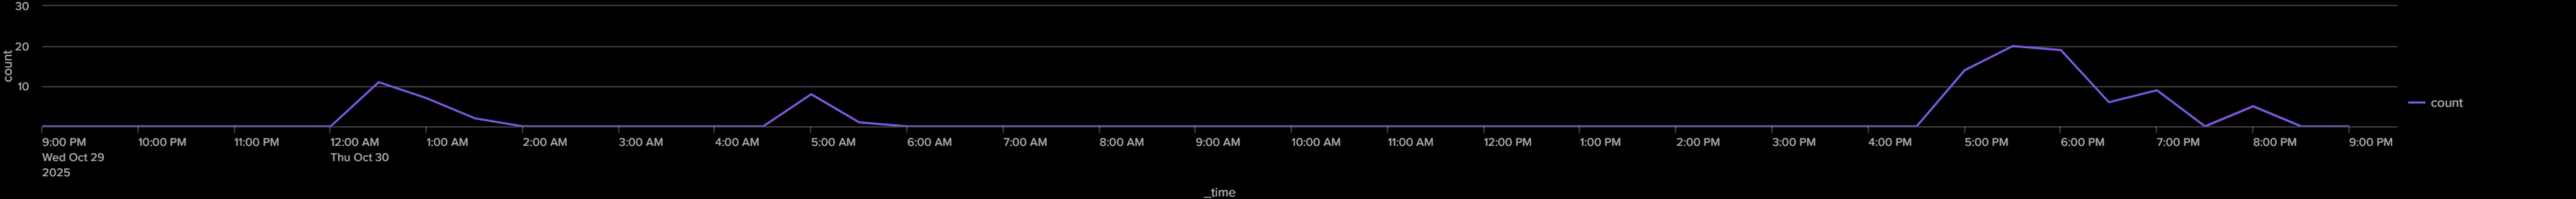 30
20
10
count
9:00 PM
Wed Oct 29
2025
10:00 PM
11:00 PM
12:00 AM
Thu Oct 30
1:00 AM
2:00 AM
3:00 AM
4:00 AM
5:00 AM
6:00 AM
7:00 AM
8:00 AM
9:00 AM
10:00 AM
11:00 AM
12:00 PM
1:00 PM
2:00 PM
3:00 PM
4:00 PM
5:00 PM
6:00 PM
7:00 PM
8:00 PM
9:00 PM
_time
count